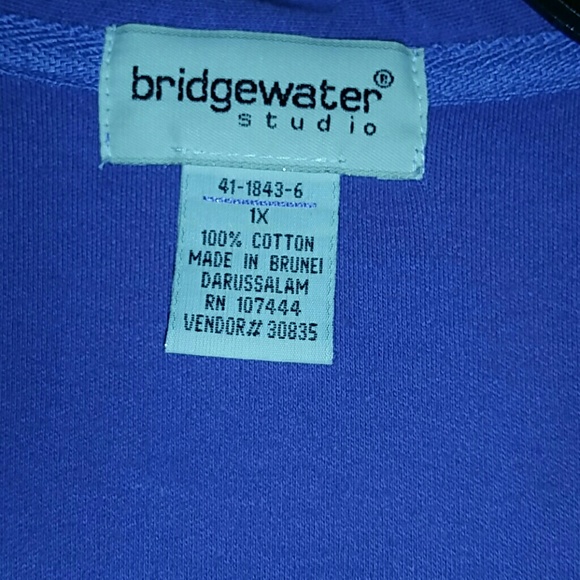 bridgewater®
studio
41-1843-6
1X
100% COTTON
MADE IN BRUNEI
DARUSSALAM
RN 107444
VENDOR# 30835